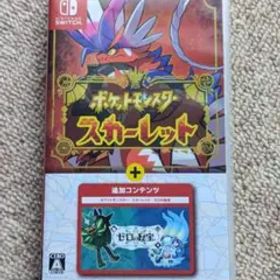 NINTENDO
SWITCH
ポケットモンスター
スカーレット
+
追加コンテンツ
ゼロの秘宝
CERO
A